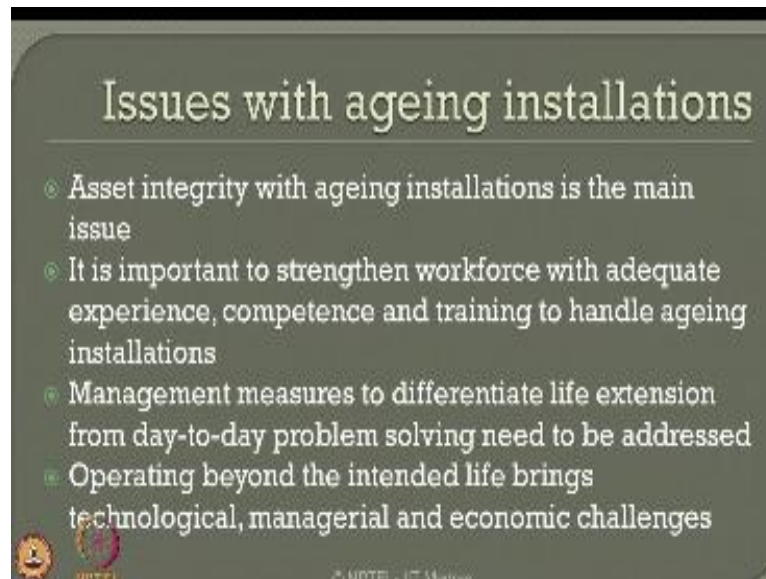 Issues with ageing installations
Asset integrity with ageing installations is the main
issue
It is important to strengthen workforce with adequate
experience, competence and training to handle ageing
installations
Management measures to differentiate life extension
from day-to-day problem solving need to be addressed
Operating beyond the intended life brings
technological, managerial and economic challenges